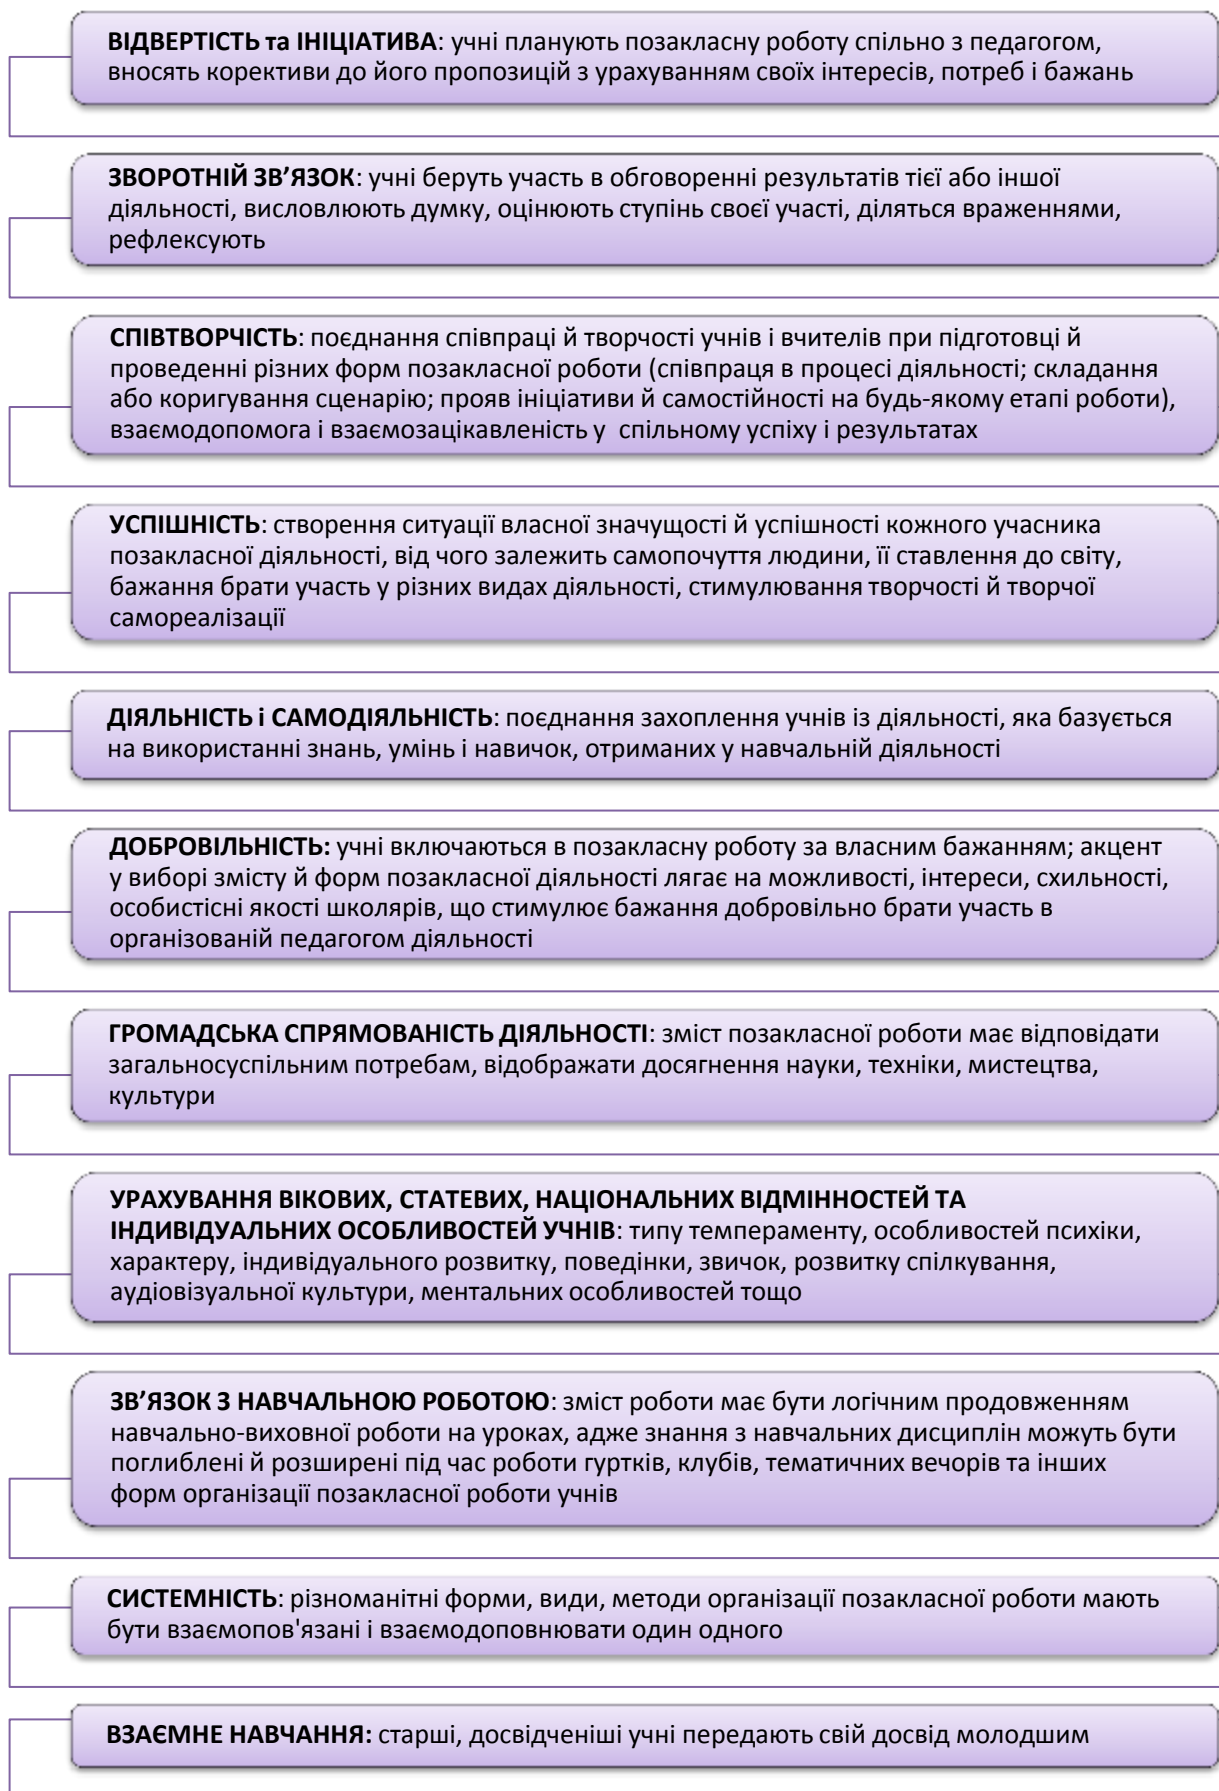 ВІДВЕРТІСТЬ та ІНІЦІАТИВА: учні планують позакласну роботу спільно з педагогом,
вносять корективи до його пропозицій з урахуванням своїх інтересів, потреб і бажань
ЗВОРОТНІЙ ЗВ’ЯЗОК: учні беруть участь в обговоренні результатів тієї або іншої
діяльності, висловлюють думку, оцінюють ступінь своєї участі, діляться враженнями,
рефлексують
СПІВТВОРЧІСТЬ: поєднання співпраці й творчості учнів і вчителів при підготовці й
проведенні різних форм позакласної роботи (співпраця в процесі діяльності; складання
або коригування сценарію; прояв ініціативи й самостійності на будь-якому етапі роботи),
взаємодопомога і взаємозацікавленість у спільному успіху і результатах
УСПІШНІСТЬ: створення ситуації власної значущості й успішності кожного учасника
позакласної діяльності, від чого залежить самопочуття людини, її ставлення до світу,
бажання брати участь у різних видах діяльності, стимулювання творчості й творчої
самореалізації
ДІЯЛЬНІСТЬ і САМОДІЯЛЬНІСТЬ: поєднання захоплення учнів із діяльності, яка базується
на використанні знань, умінь і навичок, отриманих у навчальній діяльності
ДОБРОВІЛЬНІСТЬ: учні включаються в позакласну роботу за власним бажанням; акцент
у виборі змісту й форм позакласної діяльності лягає на можливості, інтереси, схильності,
особистісні якості школярів, що стимулює бажання добровільно брати участь в
організованій педагогом діяльності
ГРОМАДСЬКА СПРЯМОВАНІСТЬ ДІЯЛЬНОСТІ: зміст позакласної роботи має відповідати
загальносуспільним потребам, відображати досягнення науки, техніки, мистецтва,
культури
УРАХУВАННЯ ВІКОВИХ, СТАТЕВИХ, НАЦІОНАЛЬНИХ ВІДМІННОСТЕЙ ТА
ІНДИВІДУАЛЬНИХ ОСОБЛИВОСТЕЙ УЧНІВ: типу темпераменту, особливостей психіки,
характеру, індивідуального розвитку, поведінки, звичок, розвитку спілкування,
аудіовізуальної культури, ментальних особливостей тощо
ЗВ’ЯЗОК З НАВЧАЛЬНОЮ РОБОТОЮ: зміст роботи має бути логічним продовженням
навчально-виховної роботи на уроках, адже знання з навчальних дисциплін можуть бути
поглиблені й розширені під час роботи гуртків, клубів, тематичних вечорів та інших
форм організації позакласної роботи учнів
СИСТЕМНІСТЬ: різноманітні форми, види, методи організації позакласної роботи мають
бути взаємопов'язані і взаємодоповнювати один одного
ВЗАЄМНЕ НАВЧАННЯ: старші, досвідченіші учні передають свій досвід молодшим